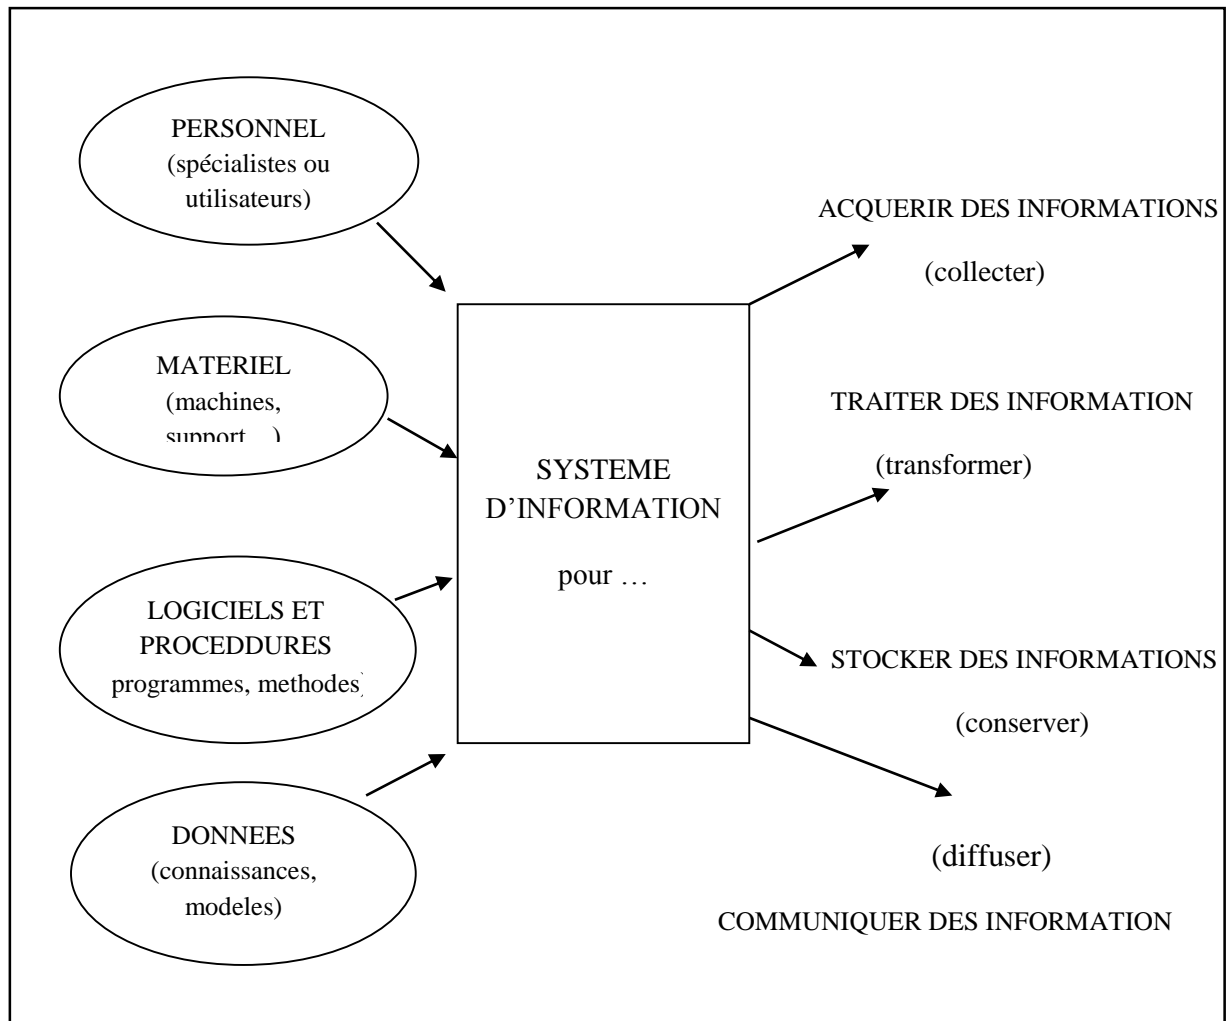 PERSONNEL
(spécialistes ou
utilisateurs)
MATERIEL
(machines,
support…)
LOGICIELS ET
PROCEDDURES
programmes, methodes)
DONNEES
(connaissances,
modeles)
SYSTEME
D’INFORMATION
pour …
ACQUERIR DES INFORMATIONS
(collecter)
TRAITER DES INFORMATION
(transformer)
STOCKER DES INFORMATIONS
(conserver)
(diffuser)
COMMUNIQUER DES INFORMATION